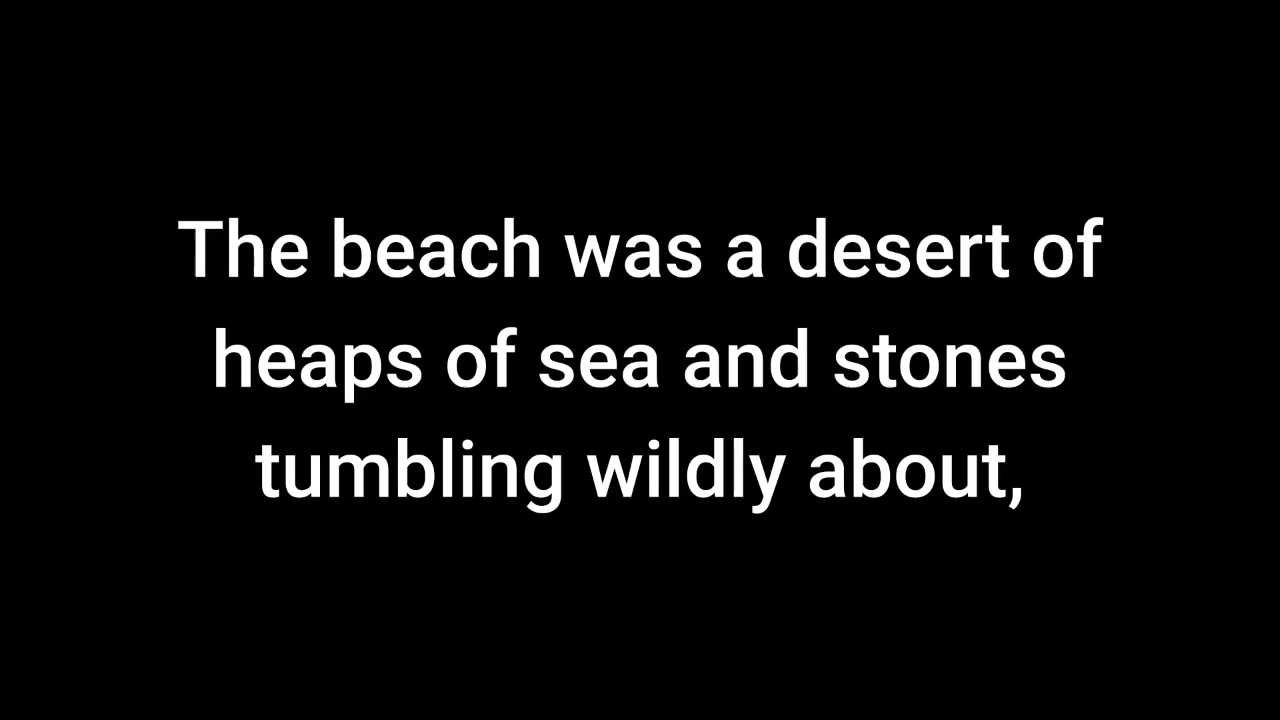 The beach was a desert of
heaps of sea and stones
tumbling wildly about,